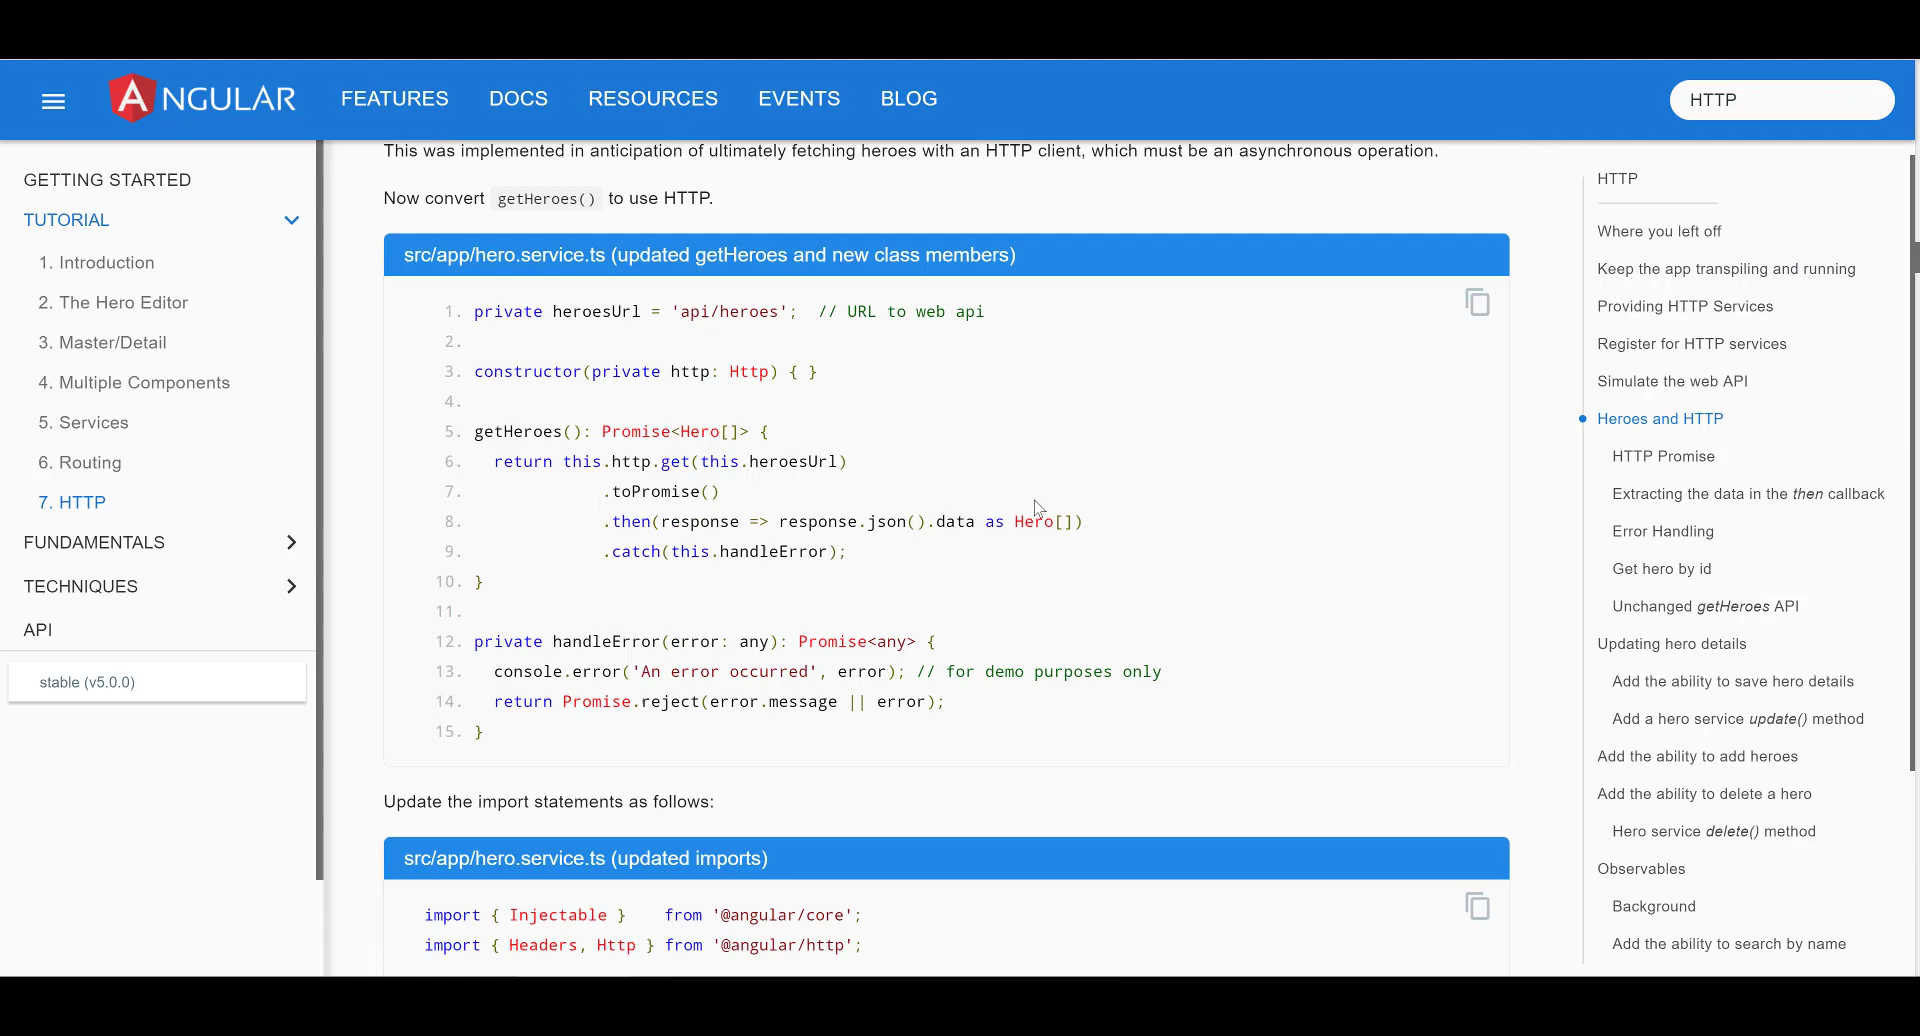 ANGULAR
FEATURES
DOCS
RESOURCES
EVENTS
BLOG
HTTP
GETTING STARTED
TUTORIAL
1. Introduction
2. The Hero Editor
3. Master/Detail
4. Multiple Components
5. Services
6. Routing
7. HTTP
FUNDAMENTALS
TECHNIQUES
API
stable (v5.0.0)
This was implemented in anticipation of ultimately fetching heroes with an HTTP client, which must be an asynchronous operation.
Now convert getHeroes() to use HTTP.
src/app/hero.service.ts (updated getHeroes and new class members)
1. private heroesUrl = 'api/heroes';  // URL to web api
2.
3. constructor(private http: Http) { }
4.
5. getHeroes(): Promise<Hero[]> {
6.   return this.http.get(this.heroesUrl)
7.              .toPromise()
8.              .then(response => response.json().data as Hero[])
9.              .catch(this.handleError);
10. }
11.
12. private handleError(error: any): Promise<any> {
13.   console.error('An error occurred', error); // for demo purposes only
14.   return Promise.reject(error.message || error);
15. }
Update the import statements as follows:
src/app/hero.service.ts (updated imports)
import { Injectable }    from '@angular/core';
import { Headers, Http } from '@angular/http';
HTTP
Where you left off
Keep the app transpiling and running
Providing HTTP Services
Register for HTTP services
Simulate the web API
Heroes and HTTP
HTTP Promise
Extracting the data in the then callback
Error Handling
Get hero by id
Unchanged getHeroes API
Updating hero details
Add the ability to save hero details
Add a hero service update() method
Add the ability to add heroes
Add the ability to delete a hero
Hero service delete() method
Observables
Background
Add the ability to search by name